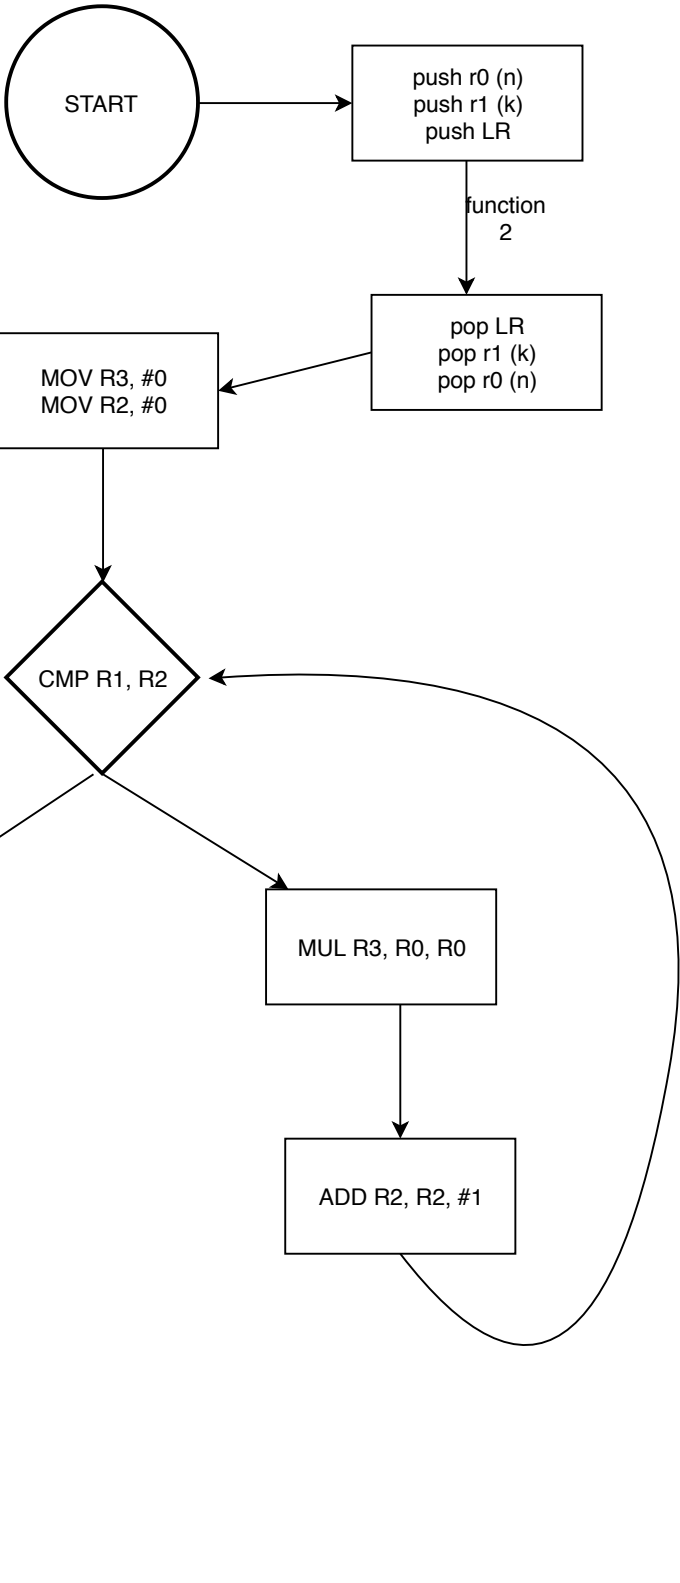 START
push r0 (n)
push r1 (k)
push LR
function
2
pop LR
pop r1 (k)
pop r0 (n)
MOV R3, #0
MOV R2, #0
CMP R1, R2
MUL R3, R0, R0
ADD R2, R2, #1